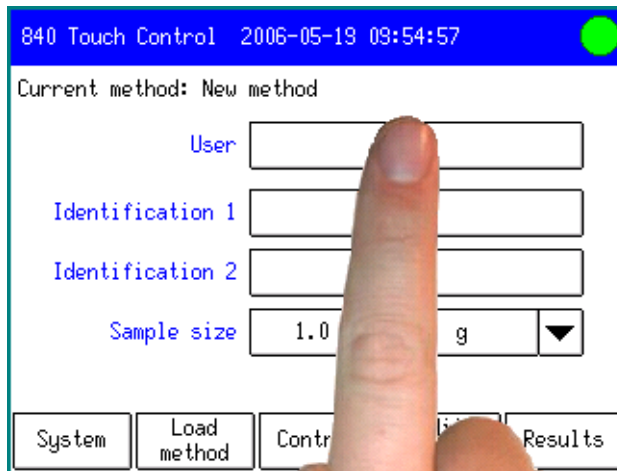 840 Touch Control 2006-05-19 09:54:57
Current method: New method
User
Identification 1
Identification 2
Sample size 1.0 g
System Load method Results